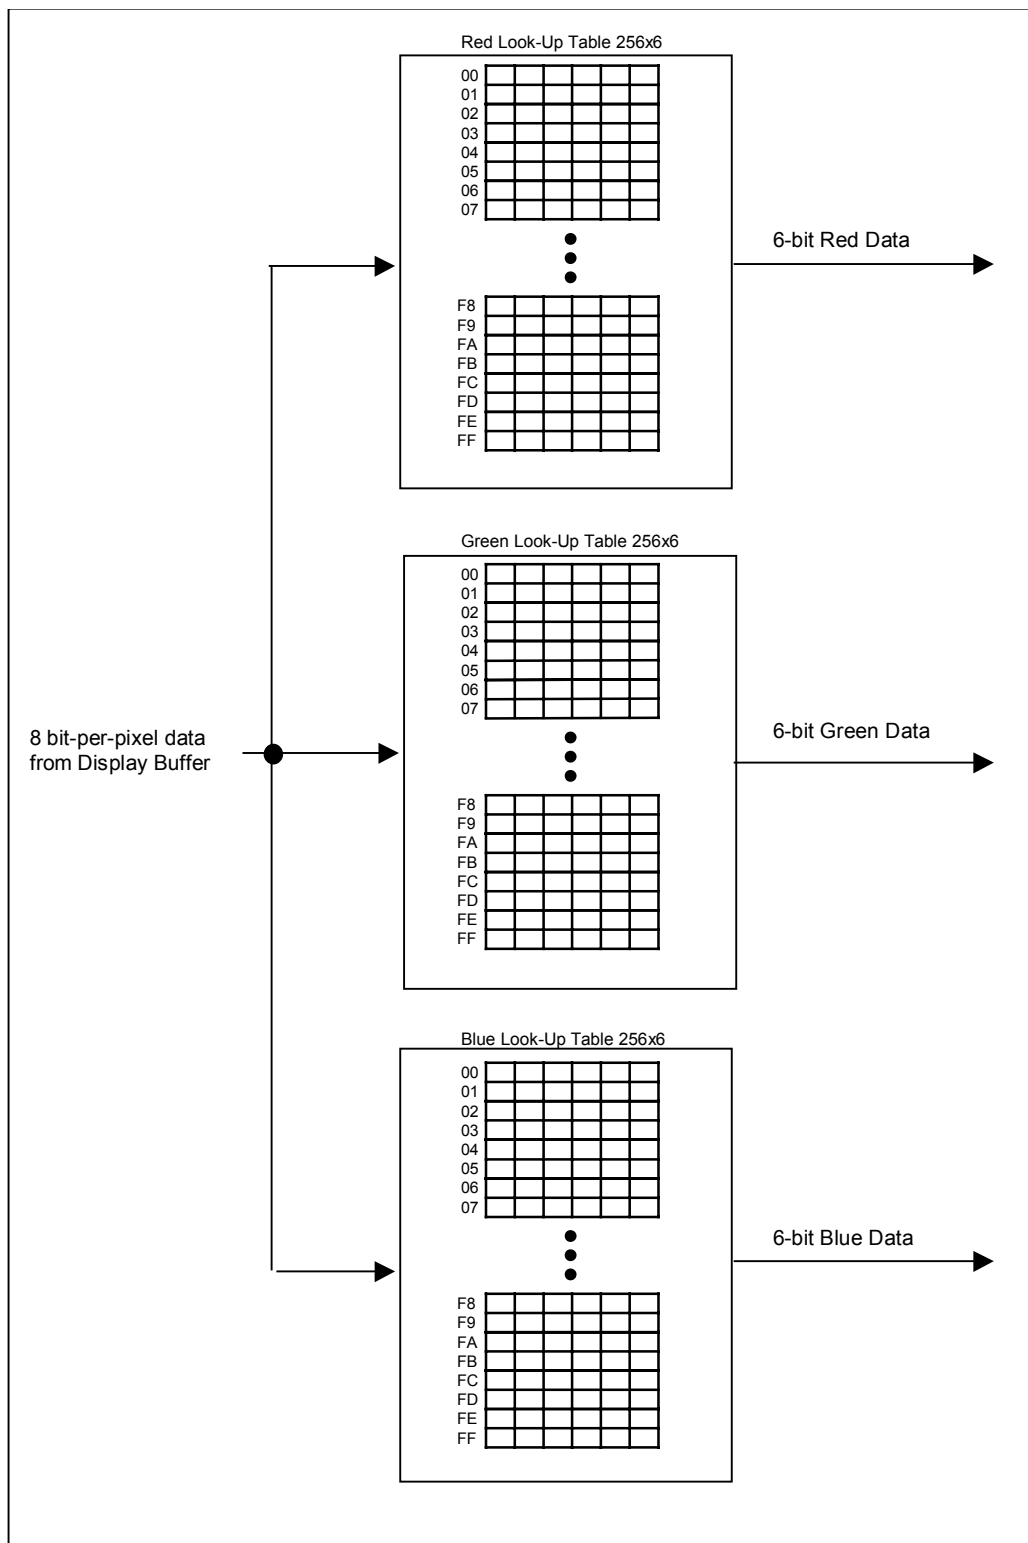 Red Look-Up Table 256x6
00
01
02
03
04
05
06
07
6-bit Red Data
F8
F9
FA
FB
FC
FD
FE
FF
Green Look-Up Table 256x6
00
01
02
03
04
05
06
07
8 bit-per-pixel data
from Display Buffer
6-bit Green Data
F8
F9
FA
FB
FC
FD
FE
FF
Blue Look-Up Table 256x6
00
01
02
03
04
05
06
07
6-bit Blue Data
F8
F9
FA
FB
FC
FD
FE
FF